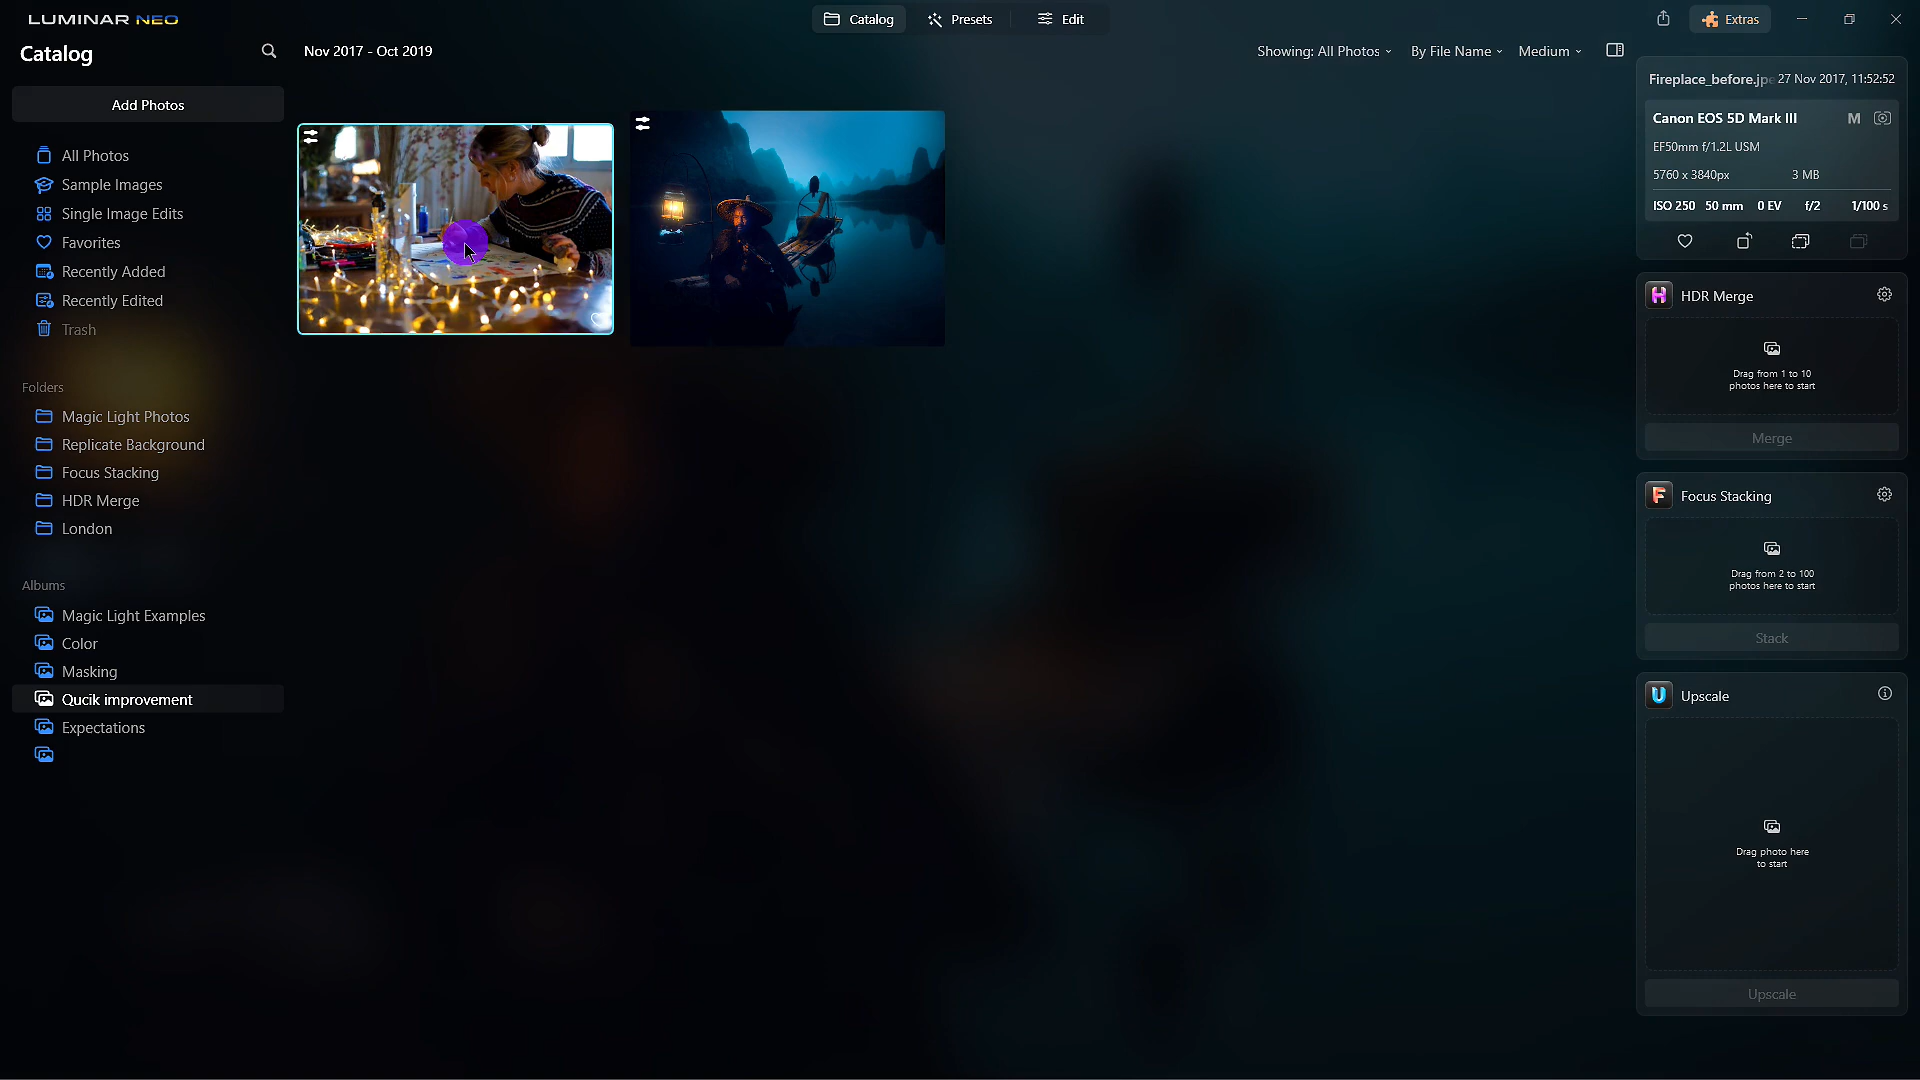 LUMINAR NEO
Catalog
Presets
Edit
Extras
Catalog
Nov 2017 - Oct 2019
Showing: All Photos
By File Name
Medium
Add Photos
All Photos
Sample Images
Single Image Edits
Favorites
Recently Added
Recently Edited
Trash
Folders
Magic Light Photos
Replicate Background
Focus Stacking
HDR Merge
London
Albums
Magic Light Examples
Color
Masking
Qucik improvement
Expectations
Fireplace_before.jpe 27 Nov 2017, 11:52:52
Canon EOS 5D Mark III M
EF50mm f/1.2L USM
5760 x 3840px 3 MB
ISO 250 50 mm 0 EV f/2 1/100 s
HDR Merge
Drag from 1 to 10
photos here to start
Merge
Focus Stacking
Drag from 2 to 100
photos here to start
Stack
Upscale
Drag photo here
to start
Upscale